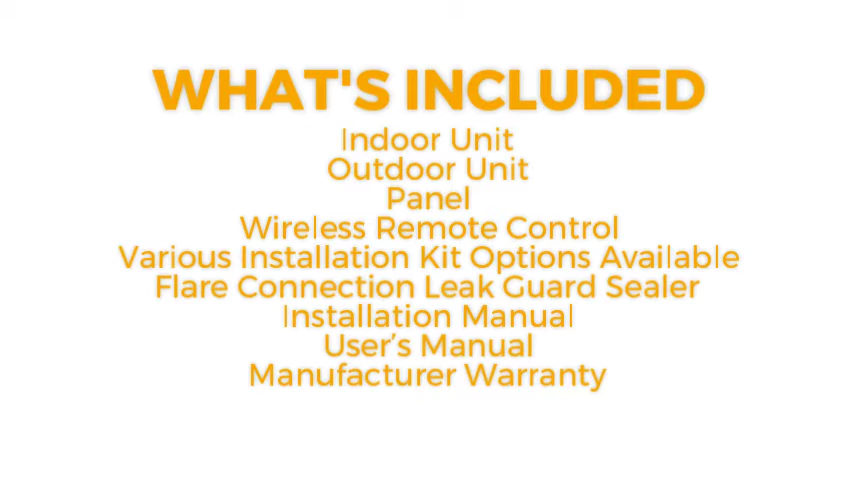 WHAT'S INCLUDED
Indoor Unit
Outdoor Unit
Panel
Wireless Remote Control
Various Installation Kit Options Available
Flare Connection Leak Guard Sealer
Installation Manual
User’s Manual
Manufacturer Warranty